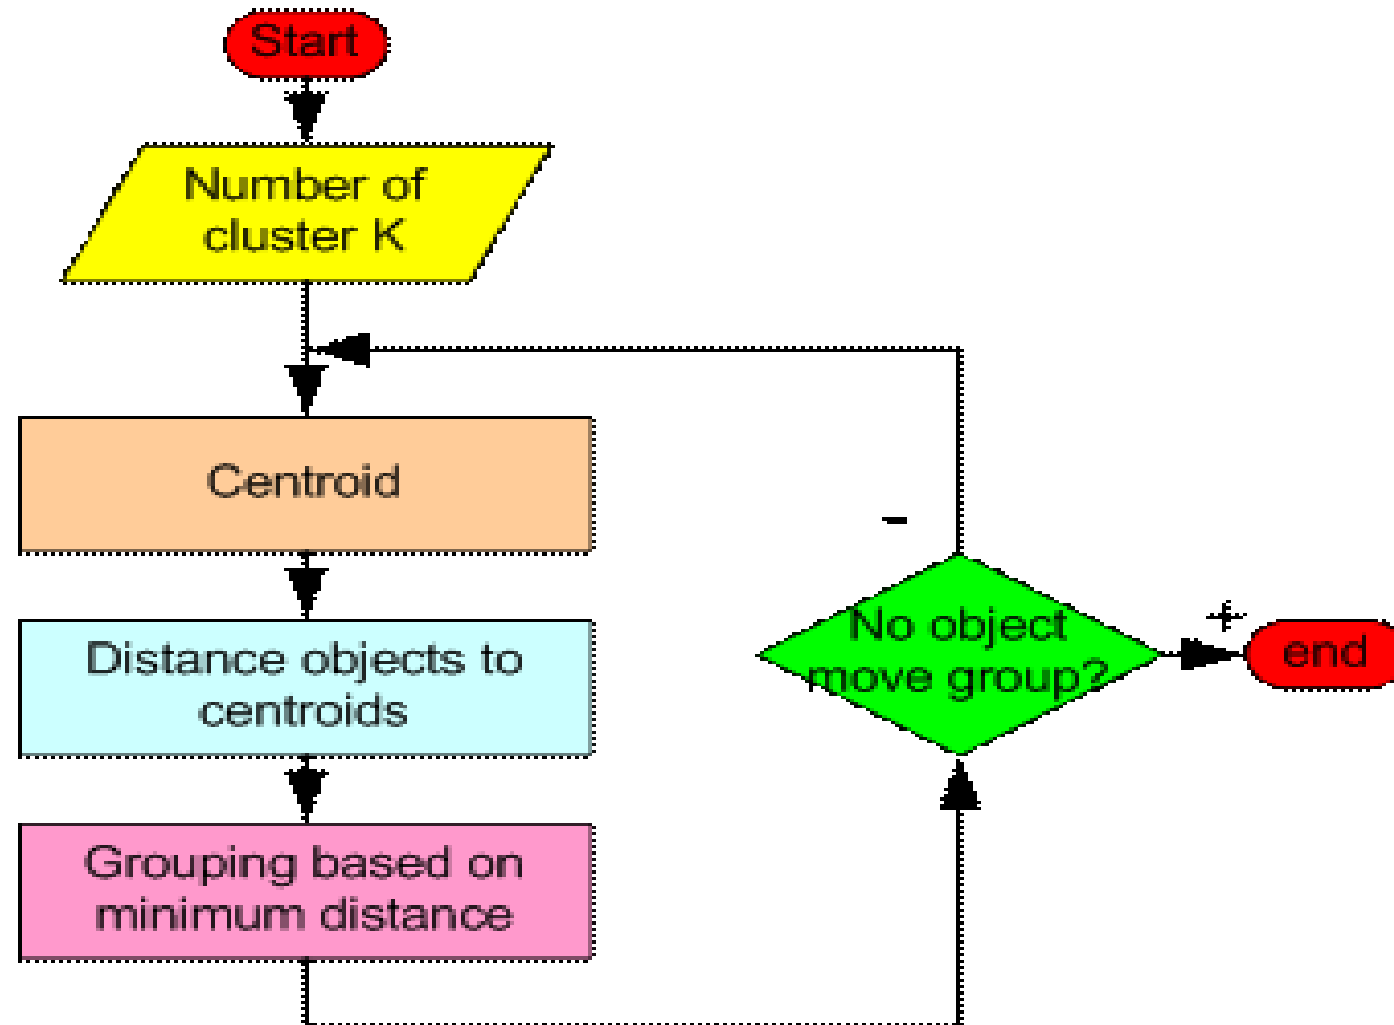 Start
Number of
cluster K
Centroid
Distance objects to
centroids
Grouping based on
minimum distance
-
No object
move group?
+
end